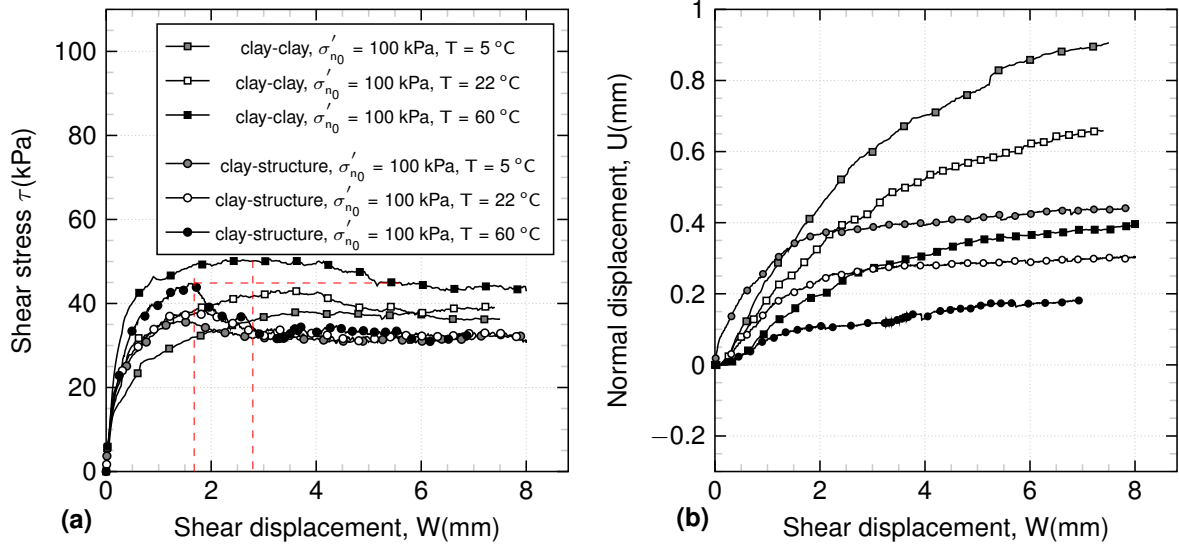 100
80
60
40
20
0
0
2
4
6
8
Shear stress τ(kPa)
Shear displacement, W(mm)
(a)
clay-clay, σ′n0 = 100 kPa, T = 5 °C
clay-clay, σ′n0 = 100 kPa, T = 22 °C
clay-clay, σ′n0 = 100 kPa, T = 60 °C
clay-structure, σ′n0 = 100 kPa, T = 5 °C
clay-structure, σ′n0 = 100 kPa, T = 22 °C
clay-structure, σ′n0 = 100 kPa, T = 60 °C
1
0.8
0.6
0.4
0.2
0
−0.2
0
2
4
6
8
Normal displacement, U(mm)
Shear displacement, W(mm)
(b)